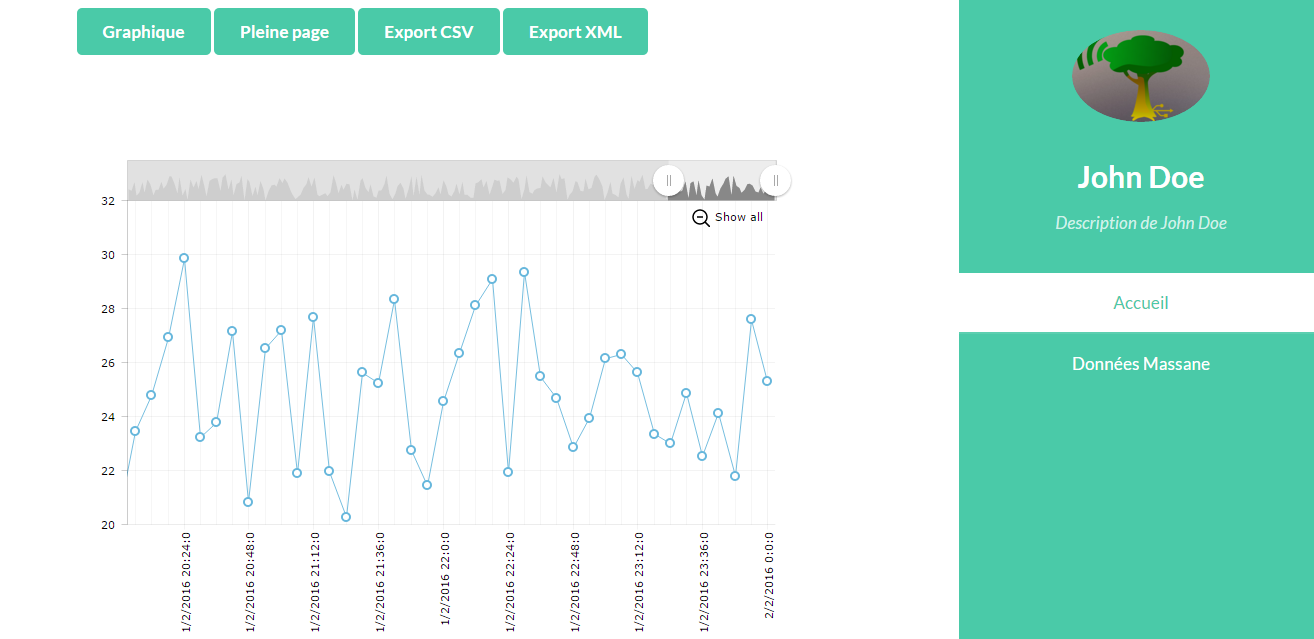 Graphique
Pleine page
Export CSV
Export XML
John Doe
Description de John Doe
Accueil
Données Massane
Show all
32
30
28
26
24
22
20
1/2/2016 20:24:0
1/2/2016 20:48:0
1/2/2016 21:12:0
1/2/2016 21:36:0
1/2/2016 22:0:0
1/2/2016 22:24:0
1/2/2016 22:48:0
1/2/2016 23:12:0
1/2/2016 23:36:0
2/2/2016 0:0:0